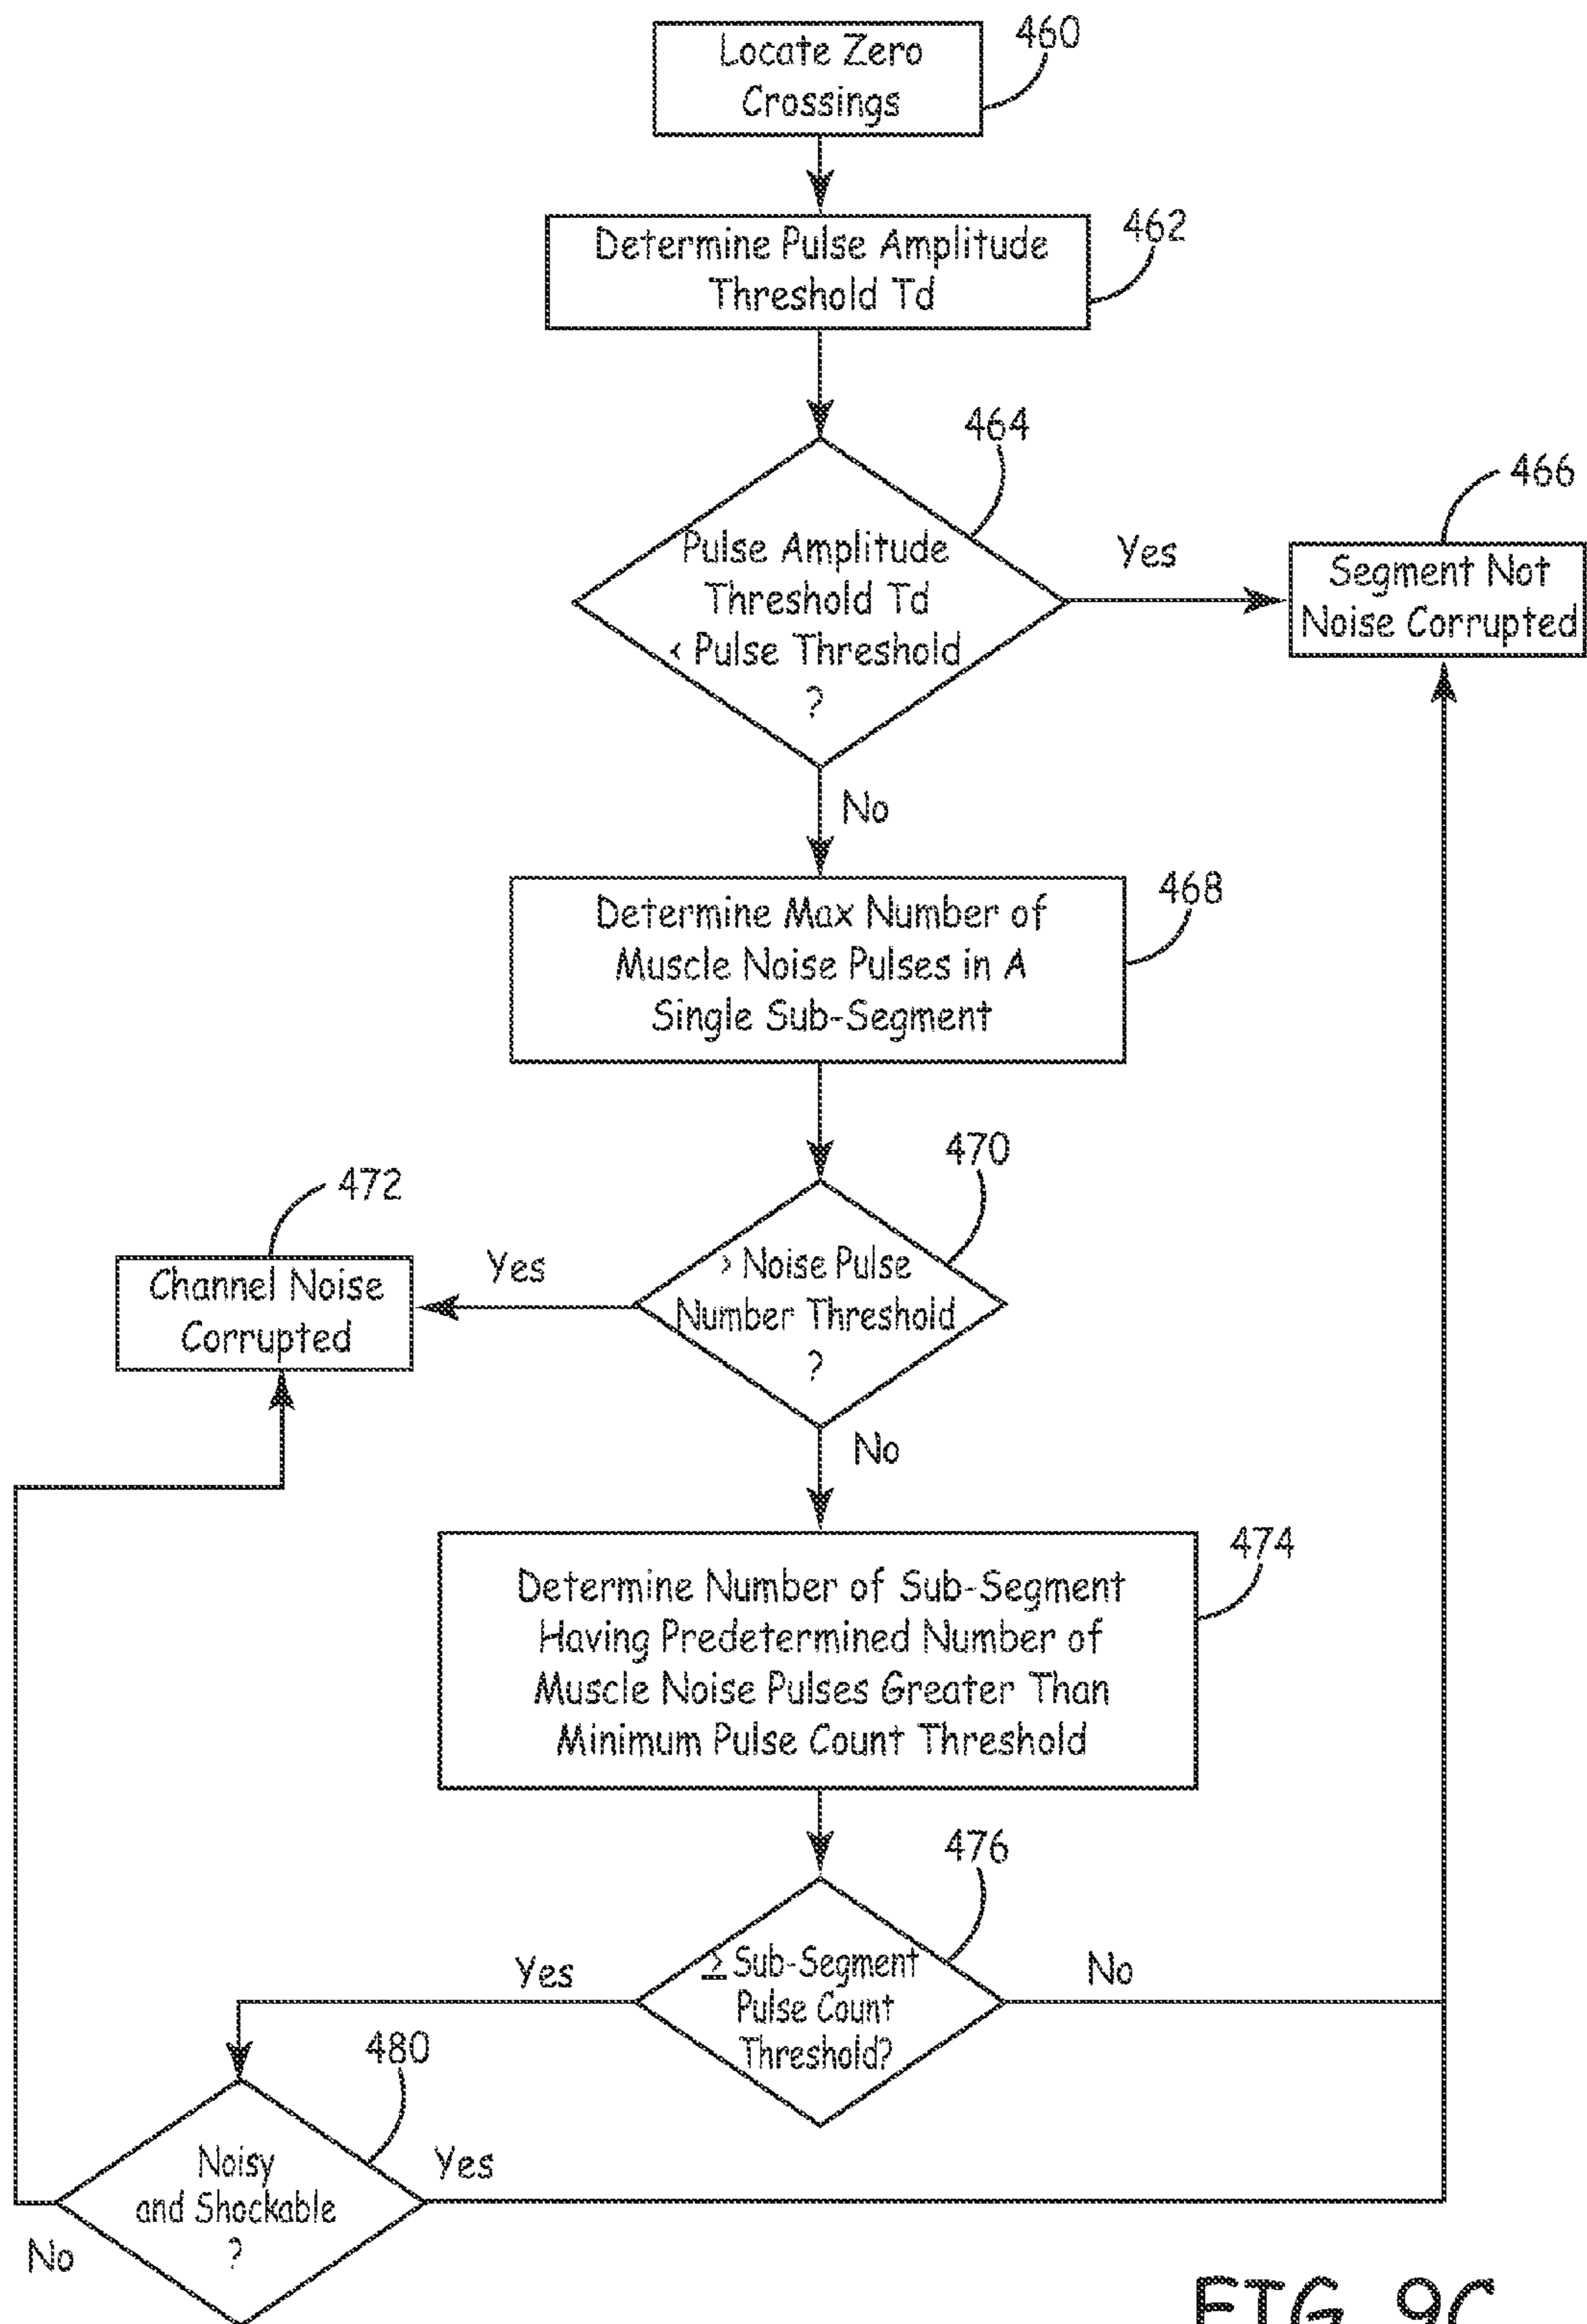 460
Locate Zero
Crossings
462
Determine Pulse Amplitude
Threshold Td
464
466
Pulse Amplitude
Threshold Td
< Pulse Threshold
?
Yes
Segment Not
Noise Corrupted
No
468
Determine Max Number of
Muscle Noise Pulses in A
Single Sub-Segment
470
472
> Noise Pulse
Number Threshold
?
Yes
Channel Noise
Corrupted
No
474
Determine Number of Sub-Segment
Having Predetermined Number of
Muscle Noise Pulses Greater Than
Minimum Pulse Count Threshold
476
Yes
≥ Sub-Segment
Pulse Count
Threshold?
No
480
Noisy
and Shockable
?
Yes
No
FIG. 9C